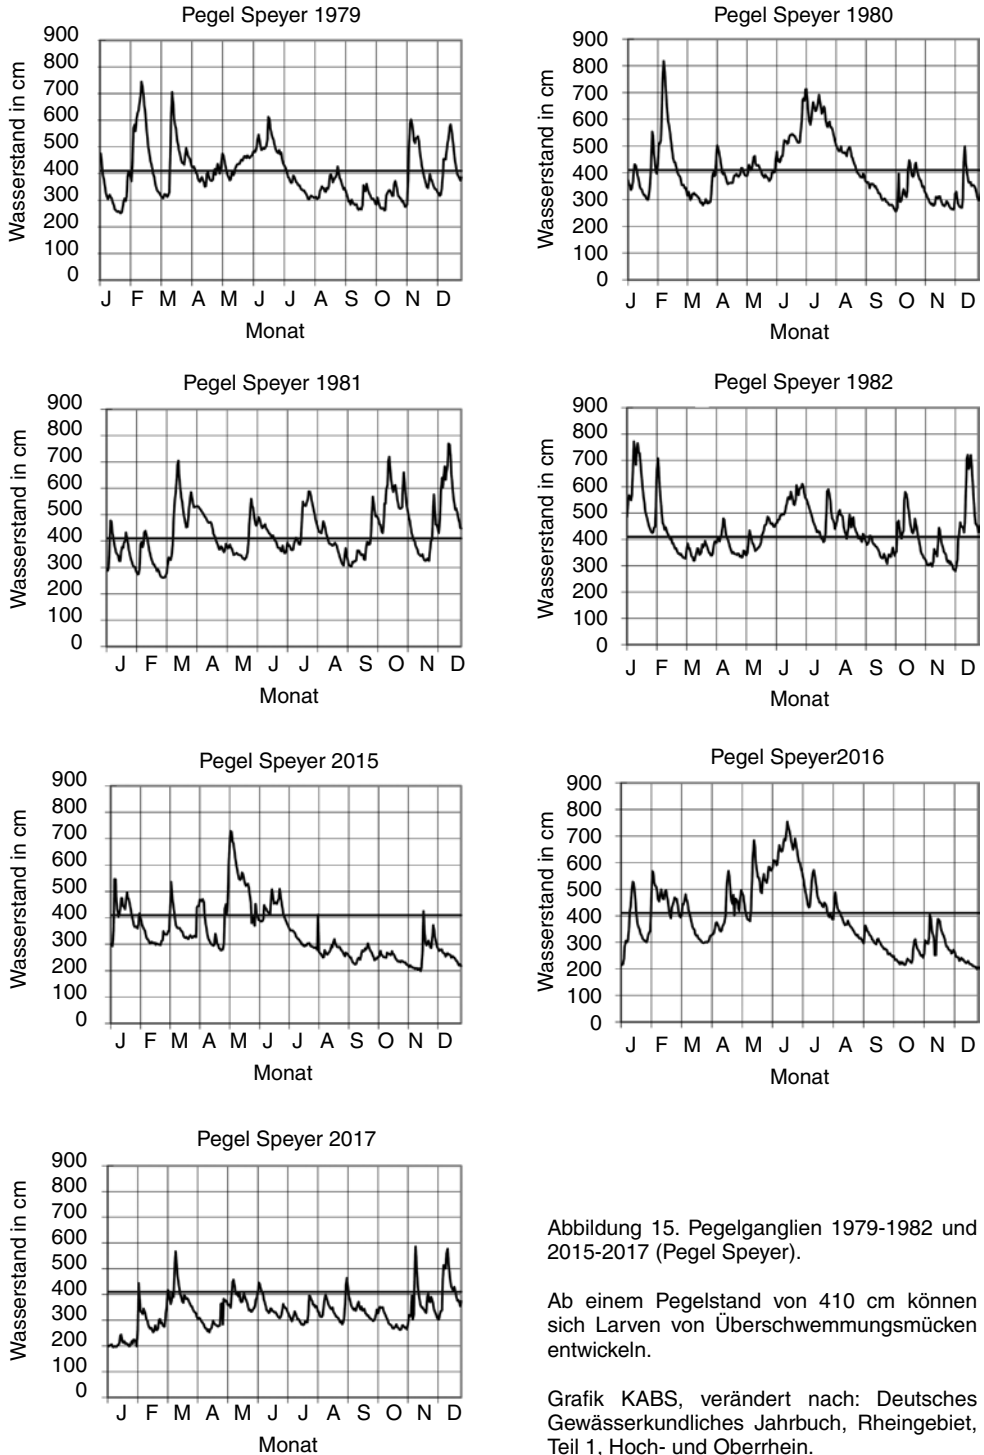 Pegel Speyer 1979
Wasserstand in cm
900
800
700
600
500
400
300
200
100
0
J F M A M J J A S O N D
Monat
Pegel Speyer 1980
Wasserstand in cm
900
800
700
600
500
400
300
200
100
0
J F M A M J J A S O N D
Monat
Pegel Speyer 1981
Wasserstand in cm
900
800
700
600
500
400
300
200
100
0
J F M A M J J A S O N D
Monat
Pegel Speyer 1982
Wasserstand in cm
900
800
700
600
500
400
300
200
100
0
J F M A M J J A S O N D
Monat
Pegel Speyer 2015
Wasserstand in cm
900
800
700
600
500
400
300
200
100
0
J F M A M J J A S O N D
Monat
Pegel Speyer2016
Wasserstand in cm
900
800
700
600
500
400
300
200
100
0
J F M A M J J A S O N D
Monat
Pegel Speyer 2017
Wasserstand in cm
900
800
700
600
500
400
300
200
100
0
J F M A M J J A S O N D
Monat
Abbildung 15. Pegelganglien 1979-1982 und
2015-2017 (Pegel Speyer).
Ab einem Pegelstand von 410 cm können
sich Larven von Überschwemmungsmücken
entwickeln.
Grafik KABS, verändert nach: Deutsches
Gewässerkundliches Jahrbuch, Rheingebiet,
Teil 1, Hoch- und Oberrhein.